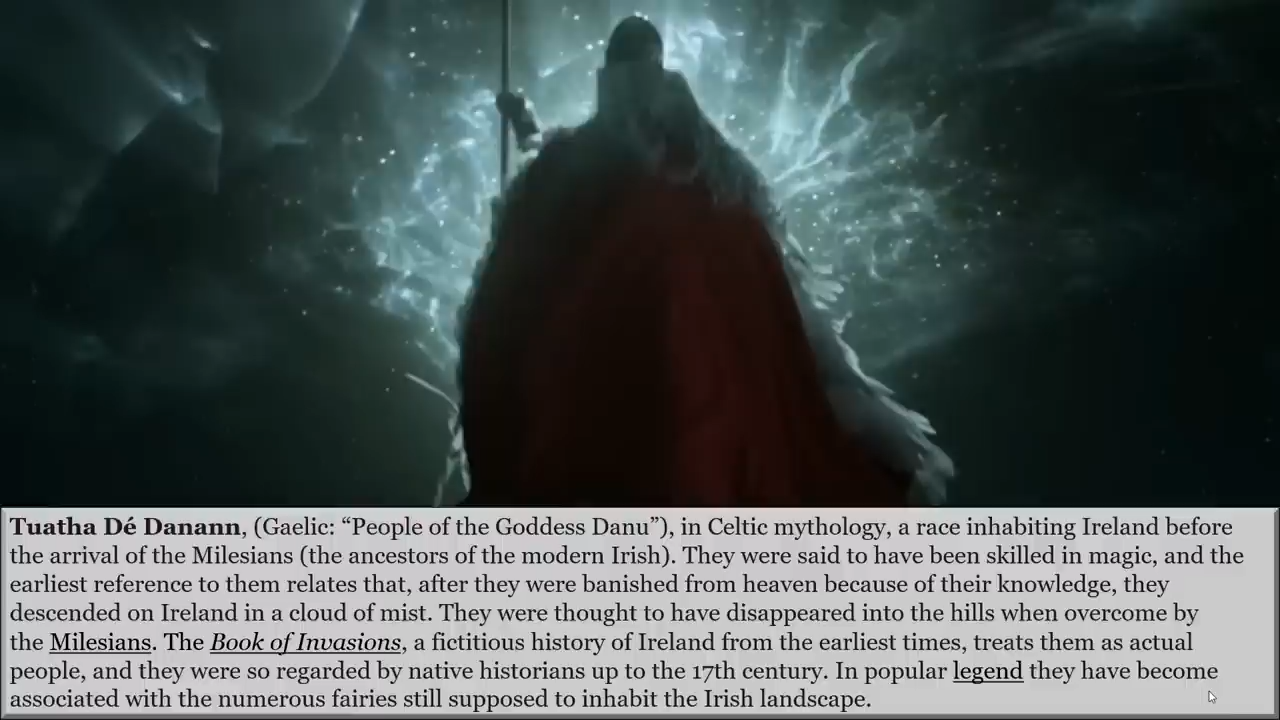 Tuatha Dé Danann, (Gaelic: “People of the Goddess Danu”), in Celtic mythology, a race inhabiting Ireland before
the arrival of the Milesians (the ancestors of the modern Irish). They were said to have been skilled in magic, and the
earliest reference to them relates that, after they were banished from heaven because of their knowledge, they
descended on Ireland in a cloud of mist. They were thought to have disappeared into the hills when overcome by
the Milesians. The Book of Invasions, a fictitious history of Ireland from the earliest times, treats them as actual
people, and they were so regarded by native historians up to the 17th century. In popular legend they have become
associated with the numerous fairies still supposed to inhabit the Irish landscape.